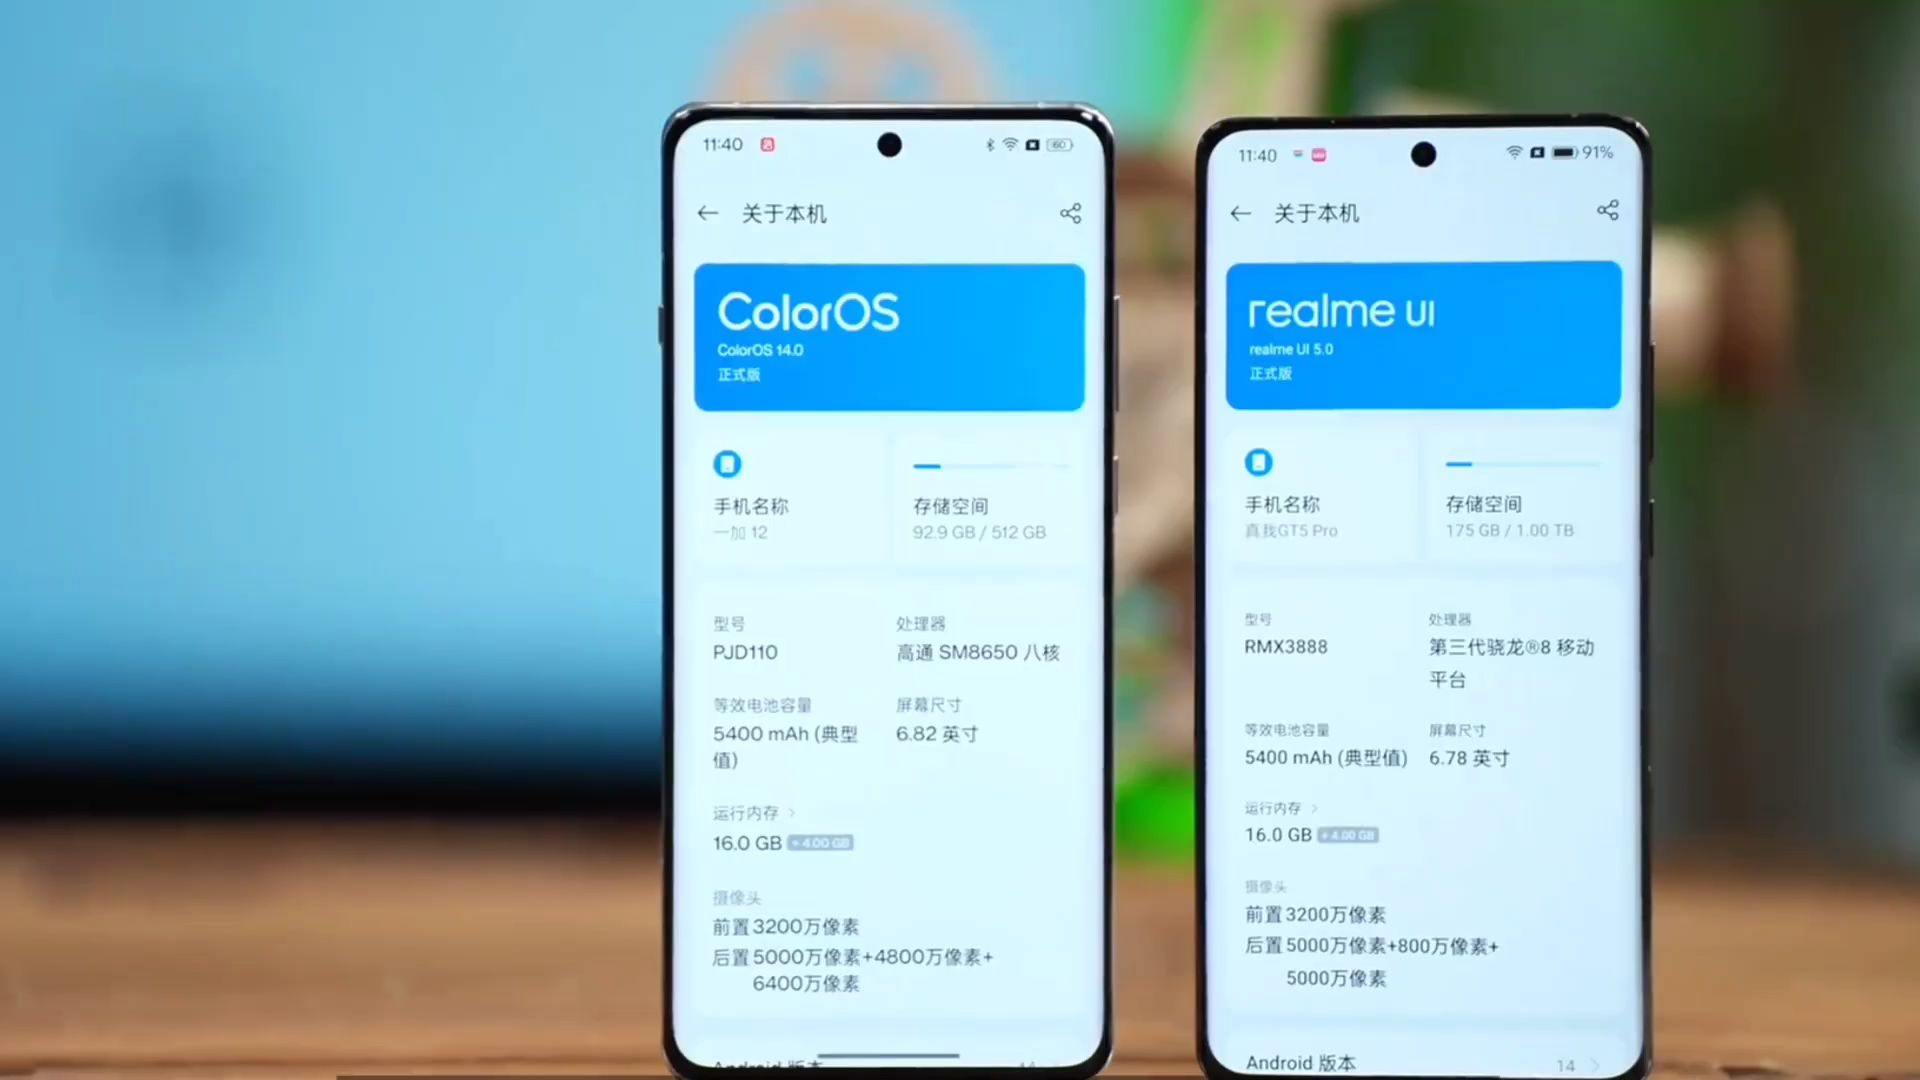 11:40
60
关于本机
ColorOS
ColorOS 14.0
正式版
手机名称
一加 12
存储空间
92.9 GB / 512 GB
型号
PJD110
处理器
高通 SM8650 八核
等效电池容量
5400 mAh (典型
值)
屏幕尺寸
6.82 英寸
运行内存
16.0 GB + 4.00 GB
摄像头
前置3200万像素
后置5000万像素+4800万像素+
6400万像素
Android 版本
14
11:40
91%
关于本机
realme UI
realme UI 5.0
正式版
手机名称
真我GT5 Pro
存储空间
175 GB / 1.00 TB
型号
RMX3888
处理器
第三代骁龙®8 移动
平台
等效电池容量
5400 mAh (典型值)
屏幕尺寸
6.78 英寸
运行内存
16.0 GB + 4.00 GB
摄像头
前置3200万像素
后置5000万像素+800万像素+
5000万像素
Android 版本
14